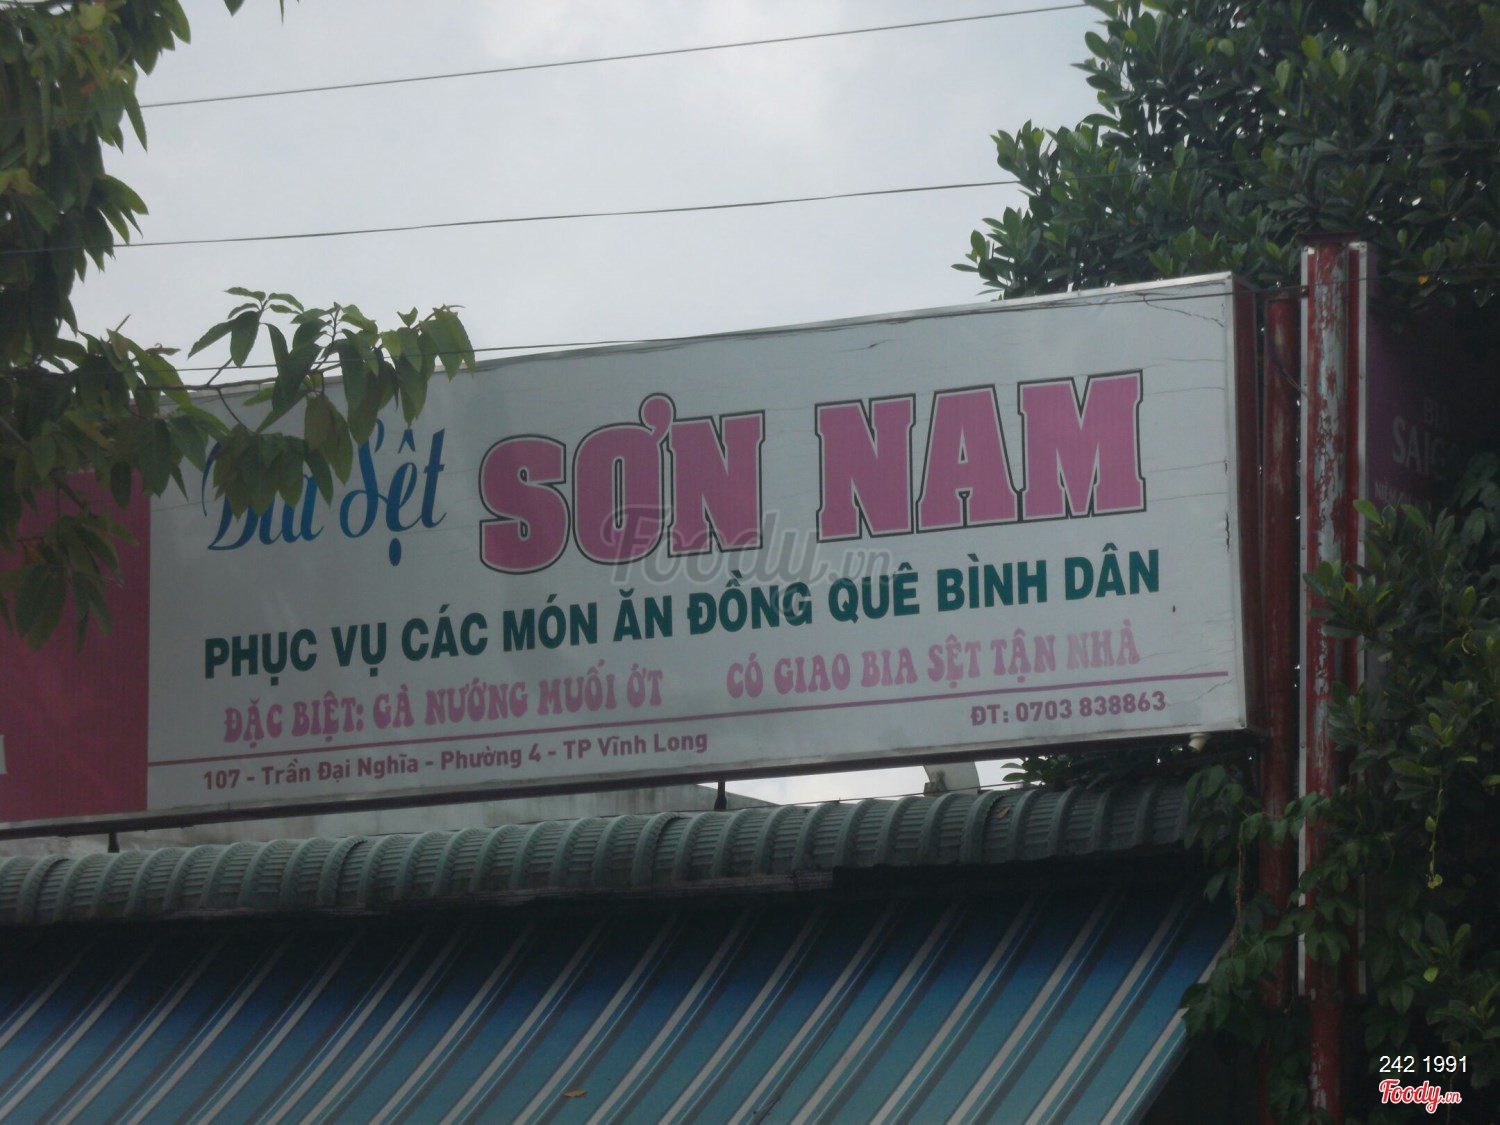 Bia Sệt SƠN NAM
PHỤC VỤ CÁC MÓN ĂN ĐỒNG QUÊ BÌNH DÂN
ĐẶC BIỆT: GÀ NƯỚNG MUỐI ỚT CÓ GIAO BIA SỆT TẬN NHÀ
107 - Trần Đại Nghĩa - Phường 4 - TP Vĩnh Long ĐT: 0703 838863
Foody.vn
242 1991
Foody.vn